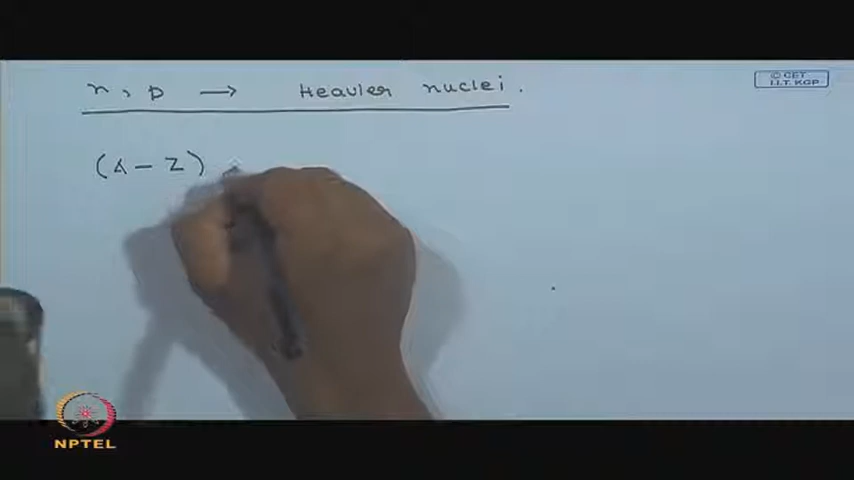 n, p → Heavier nuclei.
© CET
I.I.T. KGP
(A − Z)
NPTEL